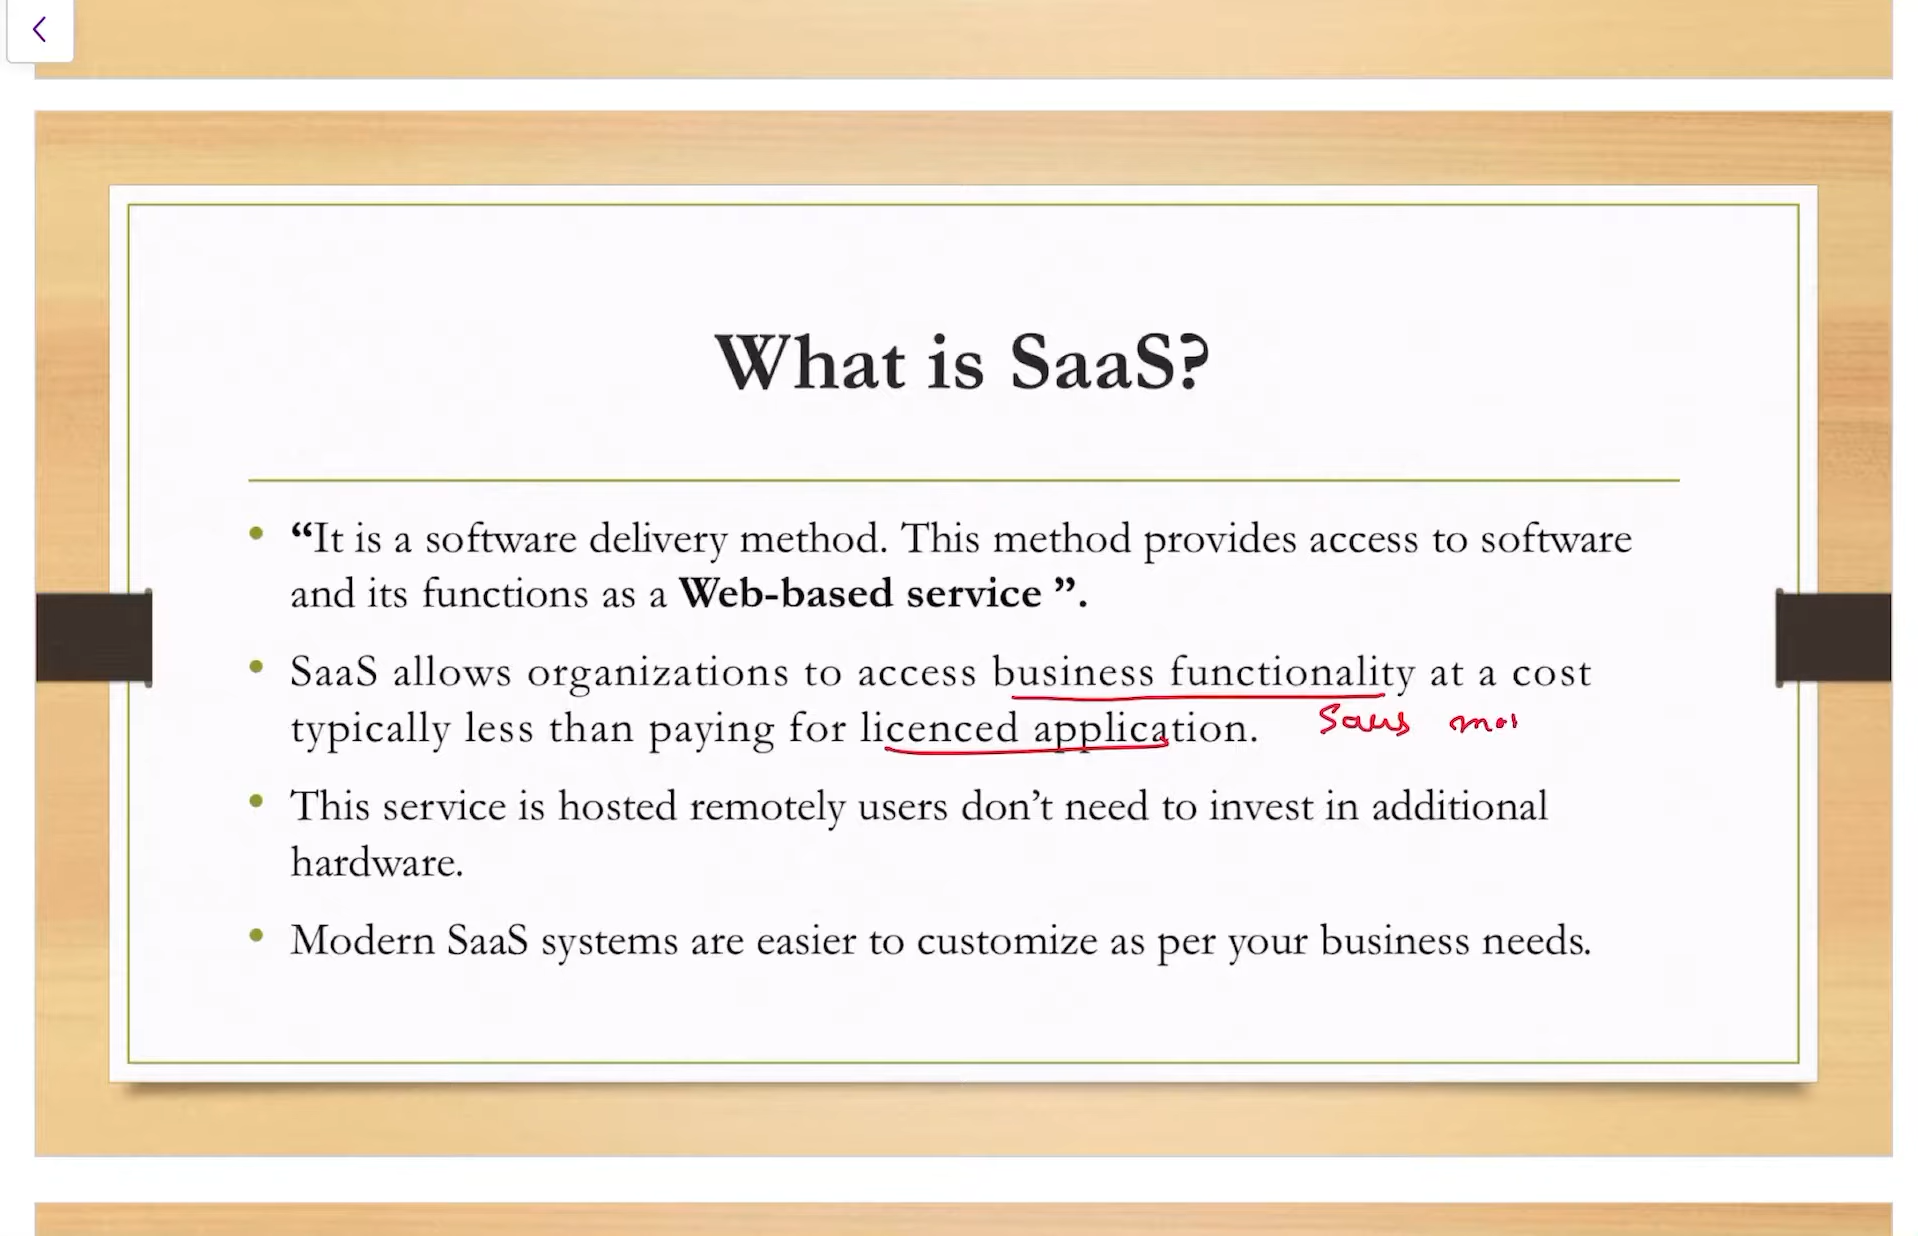 What is SaaS?
“It is a software delivery method. This method provides access to software
and its functions as a Web-based service ”.
SaaS allows organizations to access business functionality at a cost
typically less than paying for licenced application.
This service is hosted remotely users don’t need to invest in additional
hardware.
Modern SaaS systems are easier to customize as per your business needs.